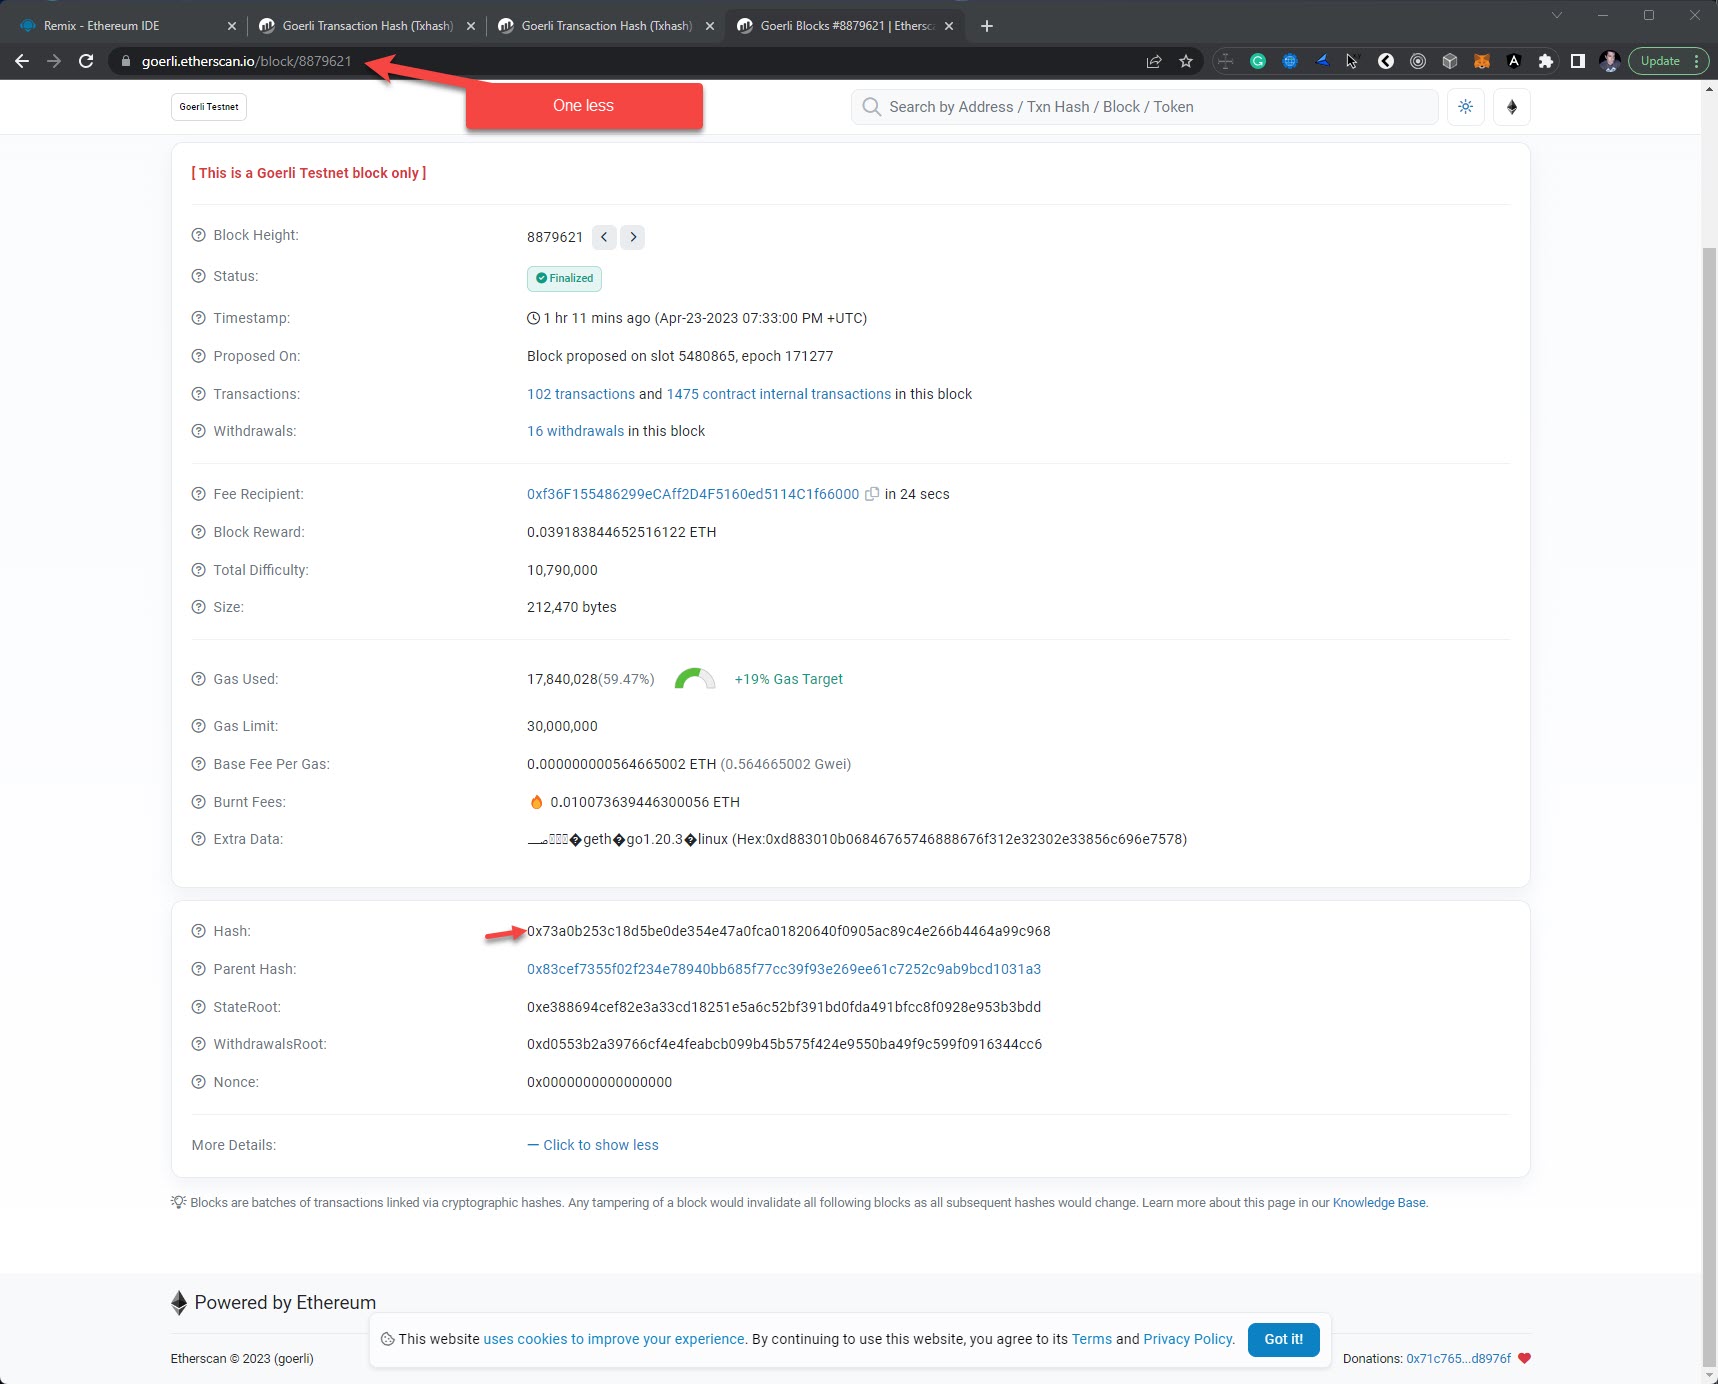 Remix - Ethereum IDE
Goerli Transaction Hash (Txhash)
Goerli Transaction Hash (Txhash)
Goerli Blocks #8879621 | Ethersca
goerli.etherscan.io/block/8879621
Update
One less
Goerli Testnet
Search by Address / Txn Hash / Block / Token
[ This is a Goerli Testnet block only ]
Block Height: 8879621
Status: Finalized
Timestamp: 1 hr 11 mins ago (Apr-23-2023 07:33:00 PM +UTC)
Proposed On: Block proposed on slot 5480865, epoch 171277
Transactions: 102 transactions and 1475 contract internal transactions in this block
Withdrawals: 16 withdrawals in this block
Fee Recipient: 0xf36F155486299eCAff2D4F5160ed5114C1f66000 in 24 secs
Block Reward: 0.039183844652516122 ETH
Total Difficulty: 10,790,000
Size: 212,470 bytes
Gas Used: 17,840,028(59.47%) +19% Gas Target
Gas Limit: 30,000,000
Base Fee Per Gas: 0.000000000564665002 ETH (0.564665002 Gwei)
Burnt Fees: 0.010073639446300056 ETH
Extra Data: �geth�go1.20.3�linux (Hex:0xd883010b06846765746888676f312e32302e33856c696e7578)
Hash: 0x73a0b253c18d5be0de354e47a0fca01820640f0905ac89c4e266b4464a99c968
Parent Hash: 0x83cef7355f02f234e78940bb685f77cc39f93e269ee61c7252c9ab9bcd1031a3
StateRoot: 0xe388694cef82e3a33cd18251e5a6c52bf391bd0fda491bfcc8f0928e953b3bdd
WithdrawalsRoot: 0xd0553b2a39766cf4e4feabcb099b45b575f424e9550ba49f9c599f0916344cc6
Nonce: 0x0000000000000000
More Details: — Click to show less
Blocks are batches of transactions linked via cryptographic hashes. Any tampering of a block would invalidate all following blocks as all subsequent hashes would change. Learn more about this page in our Knowledge Base.
Powered by Ethereum
This website uses cookies to improve your experience. By continuing to use this website, you agree to its Terms and Privacy Policy. Got it!
Etherscan © 2023 (goerli)
Donations: 0x71c765...d8976f